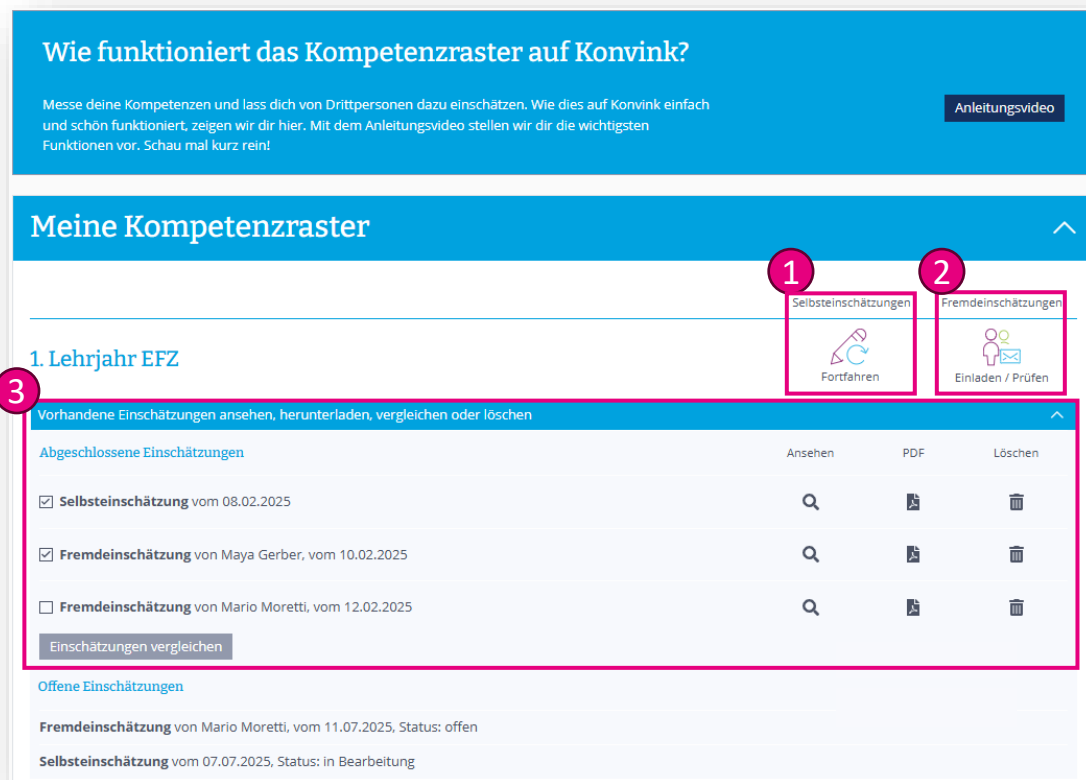 Wie funktioniert das Kompetenzraster auf Konvink?
Messe deine Kompetenzen und lass dich von Drittpersonen dazu einschätzen. Wie dies auf Konvink einfach
und schön funktioniert, zeigen wir dir hier. Mit dem Anleitungsvideo stellen wir dir die wichtigsten
Funktionen vor. Schau mal kurz rein!
Anleitungsvideo
Meine Kompetenzraster
1
2
Selbsteinschätzungen
Fremdeinschätzungen
1. Lehrjahr EFZ
Fortfahren
Einladen / Prüfen
3
Vorhandene Einschätzungen ansehen, herunterladen, vergleichen oder löschen
Abgeschlossene Einschätzungen Ansehen PDF Löschen
Selbsteinschätzung vom 08.02.2025
Fremdeinschätzung von Maya Gerber, vom 10.02.2025
Fremdeinschätzung von Mario Moretti, vom 12.02.2025
Einschätzungen vergleichen
Offene Einschätzungen
Fremdeinschätzung von Mario Moretti, vom 11.07.2025, Status: offen
Selbsteinschätzung vom 07.07.2025, Status: in Bearbeitung